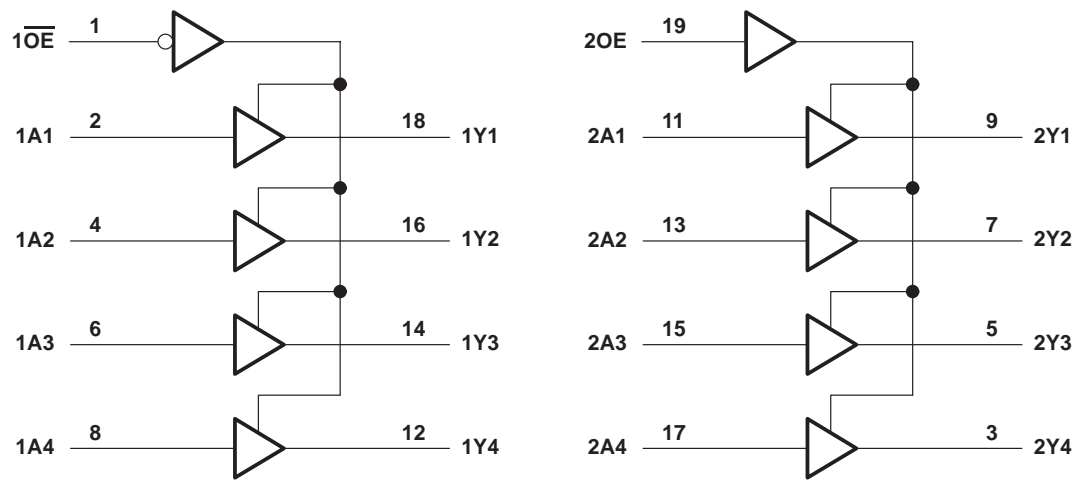 1O̅E̅ 1
1A1 2 18 1Y1
1A2 4 16 1Y2
1A3 6 14 1Y3
1A4 8 12 1Y4
2OE 19
2A1 11 9 2Y1
2A2 13 7 2Y2
2A3 15 5 2Y3
2A4 17 3 2Y4